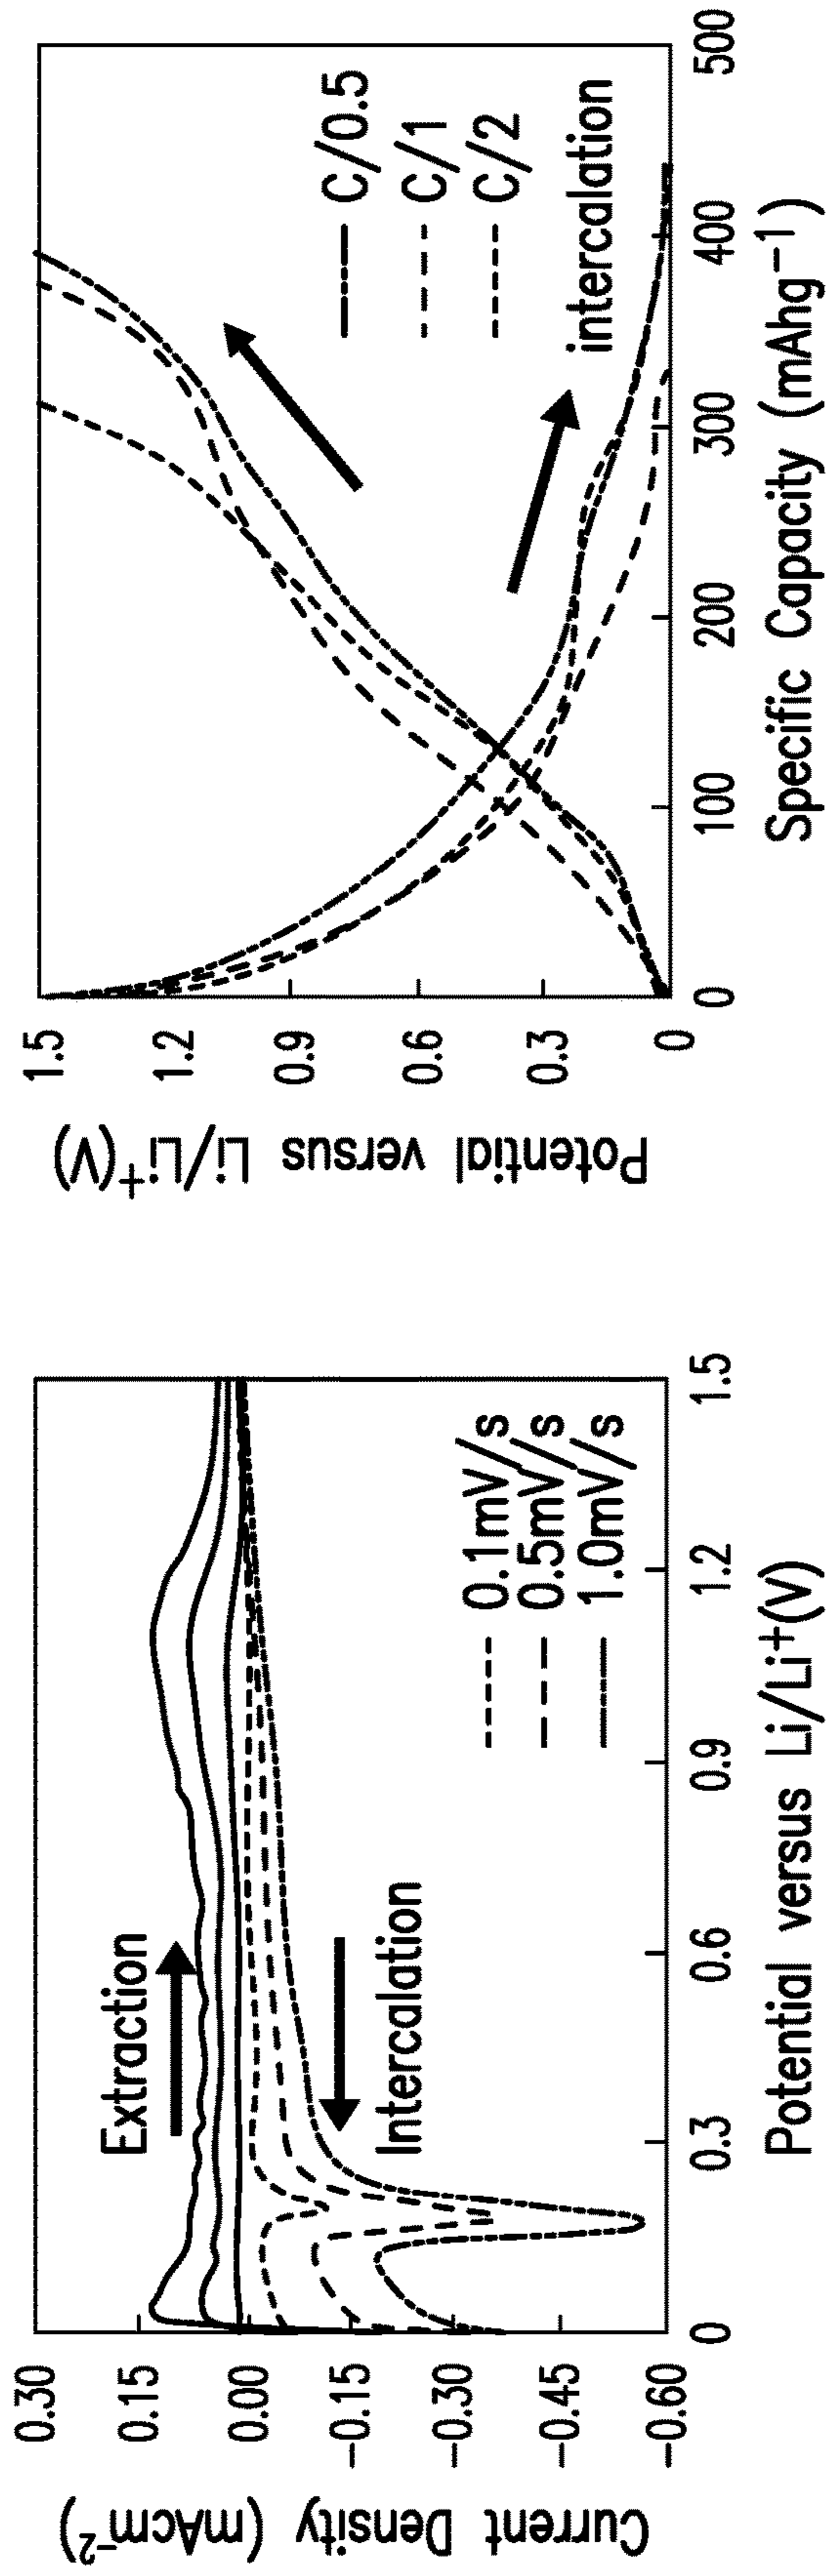 Current Density (mAcm⁻²)
0.30
0.15
0.00
−0.15
−0.30
−0.45
−0.60
Extraction
Intercalation
0.1mV/s
0.5mV/s
1.0mV/s
0 0.3 0.6 0.9 1.2 1.5
Potential versus Li/Li⁺(V)
Potential versus Li/Li⁺(V)
1.5
1.2
0.9
0.6
0.3
0
C/0.5
C/1
C/2
intercalation
0 100 200 300 400 500
Specific Capacity (mAhg⁻¹)